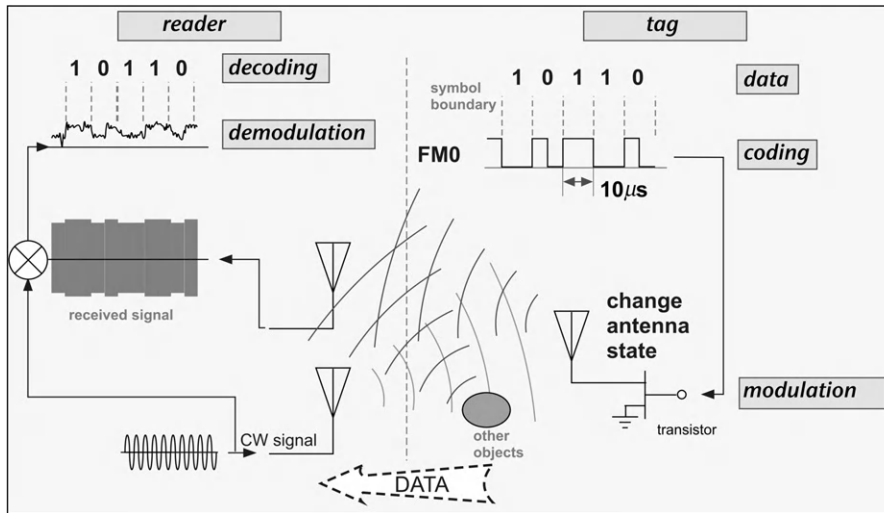 reader
tag
1 0 1 1 0
decoding
demodulation
symbol
boundary
1 0 1 1 0
data
FM0
coding
10μs
received signal
change
antenna
state
modulation
transistor
CW signal
other
objects
DATA